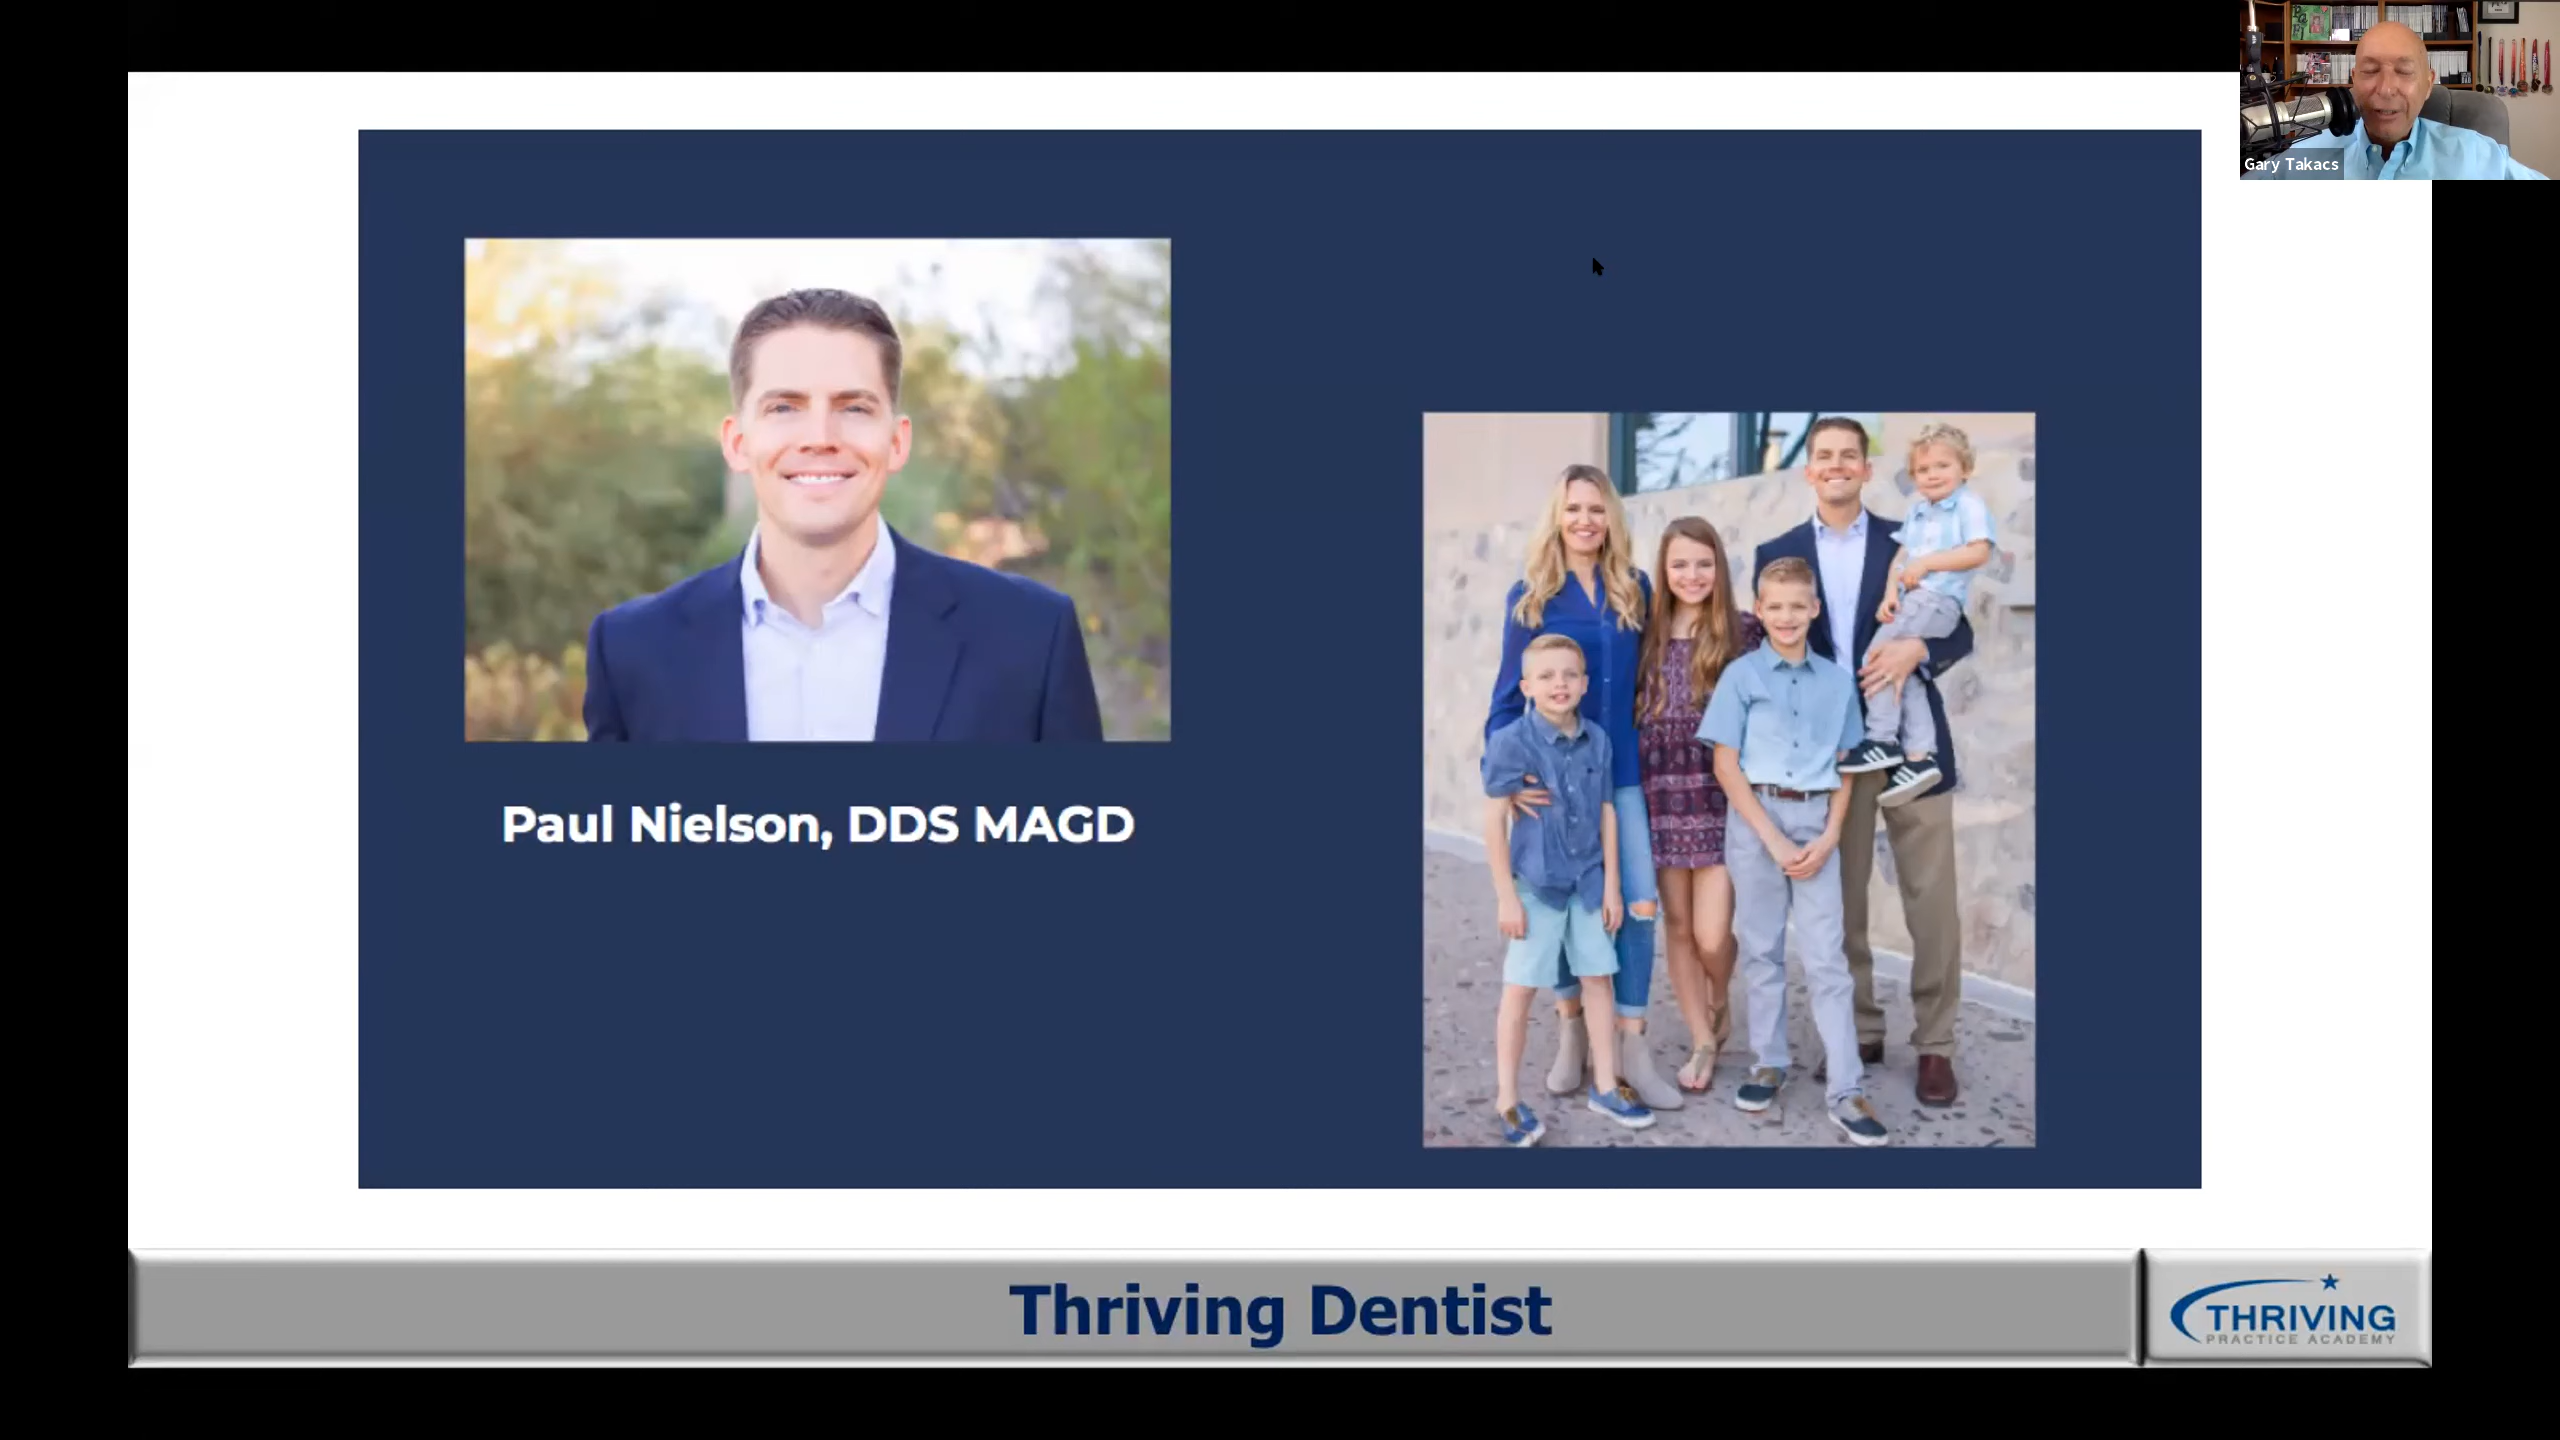 Gary Takacs
Paul Nielson, DDS MAGD
Thriving Dentist
THRIVING
PRACTICE ACADEMY